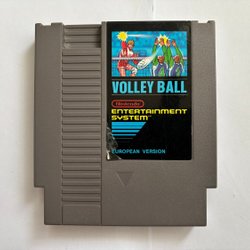 VOLLEY BALL
Nintendo
ENTERTAINMENT
SYSTEM
EUROPEAN VERSION